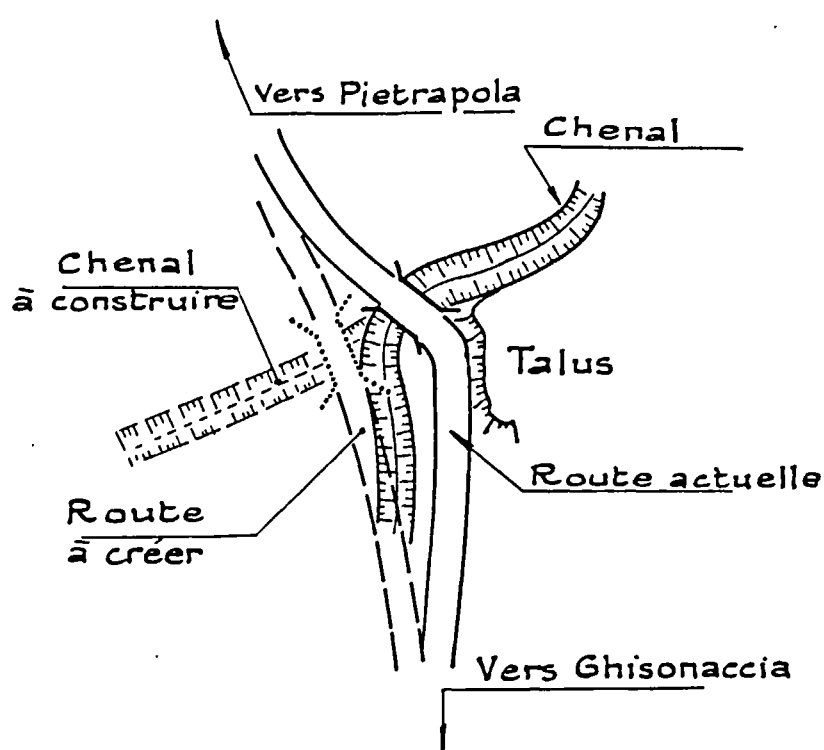 Vers Pietrapola
Chenal
Chenal
à construire
Talus
Route actuelle
Route
à créer
Vers Ghisonaccia